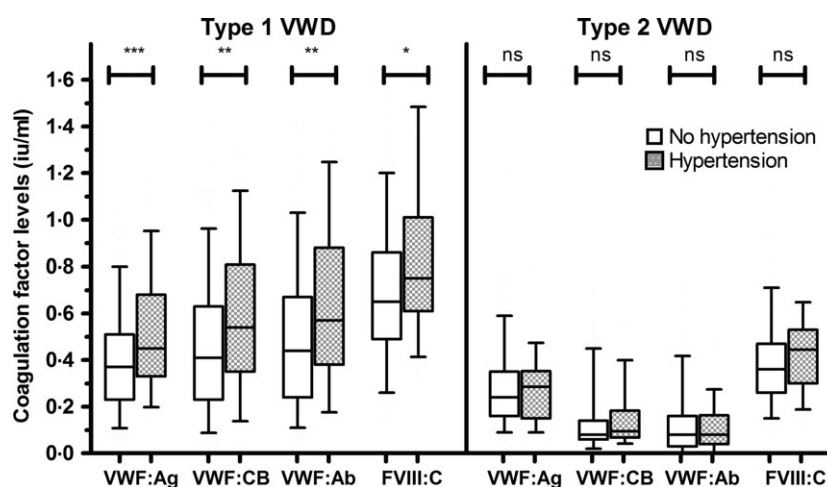 Type 1 VWD
Type 2 VWD
*** ** ** *
ns ns ns ns
Coagulation factor levels (iu/ml)
1·6
1·4
1·2
1·0
0·8
0·6
0·4
0·2
0·0
No hypertension
Hypertension
VWF:Ag VWF:CB VWF:Ab FVIII:C
VWF:Ag VWF:CB VWF:Ab FVIII:C